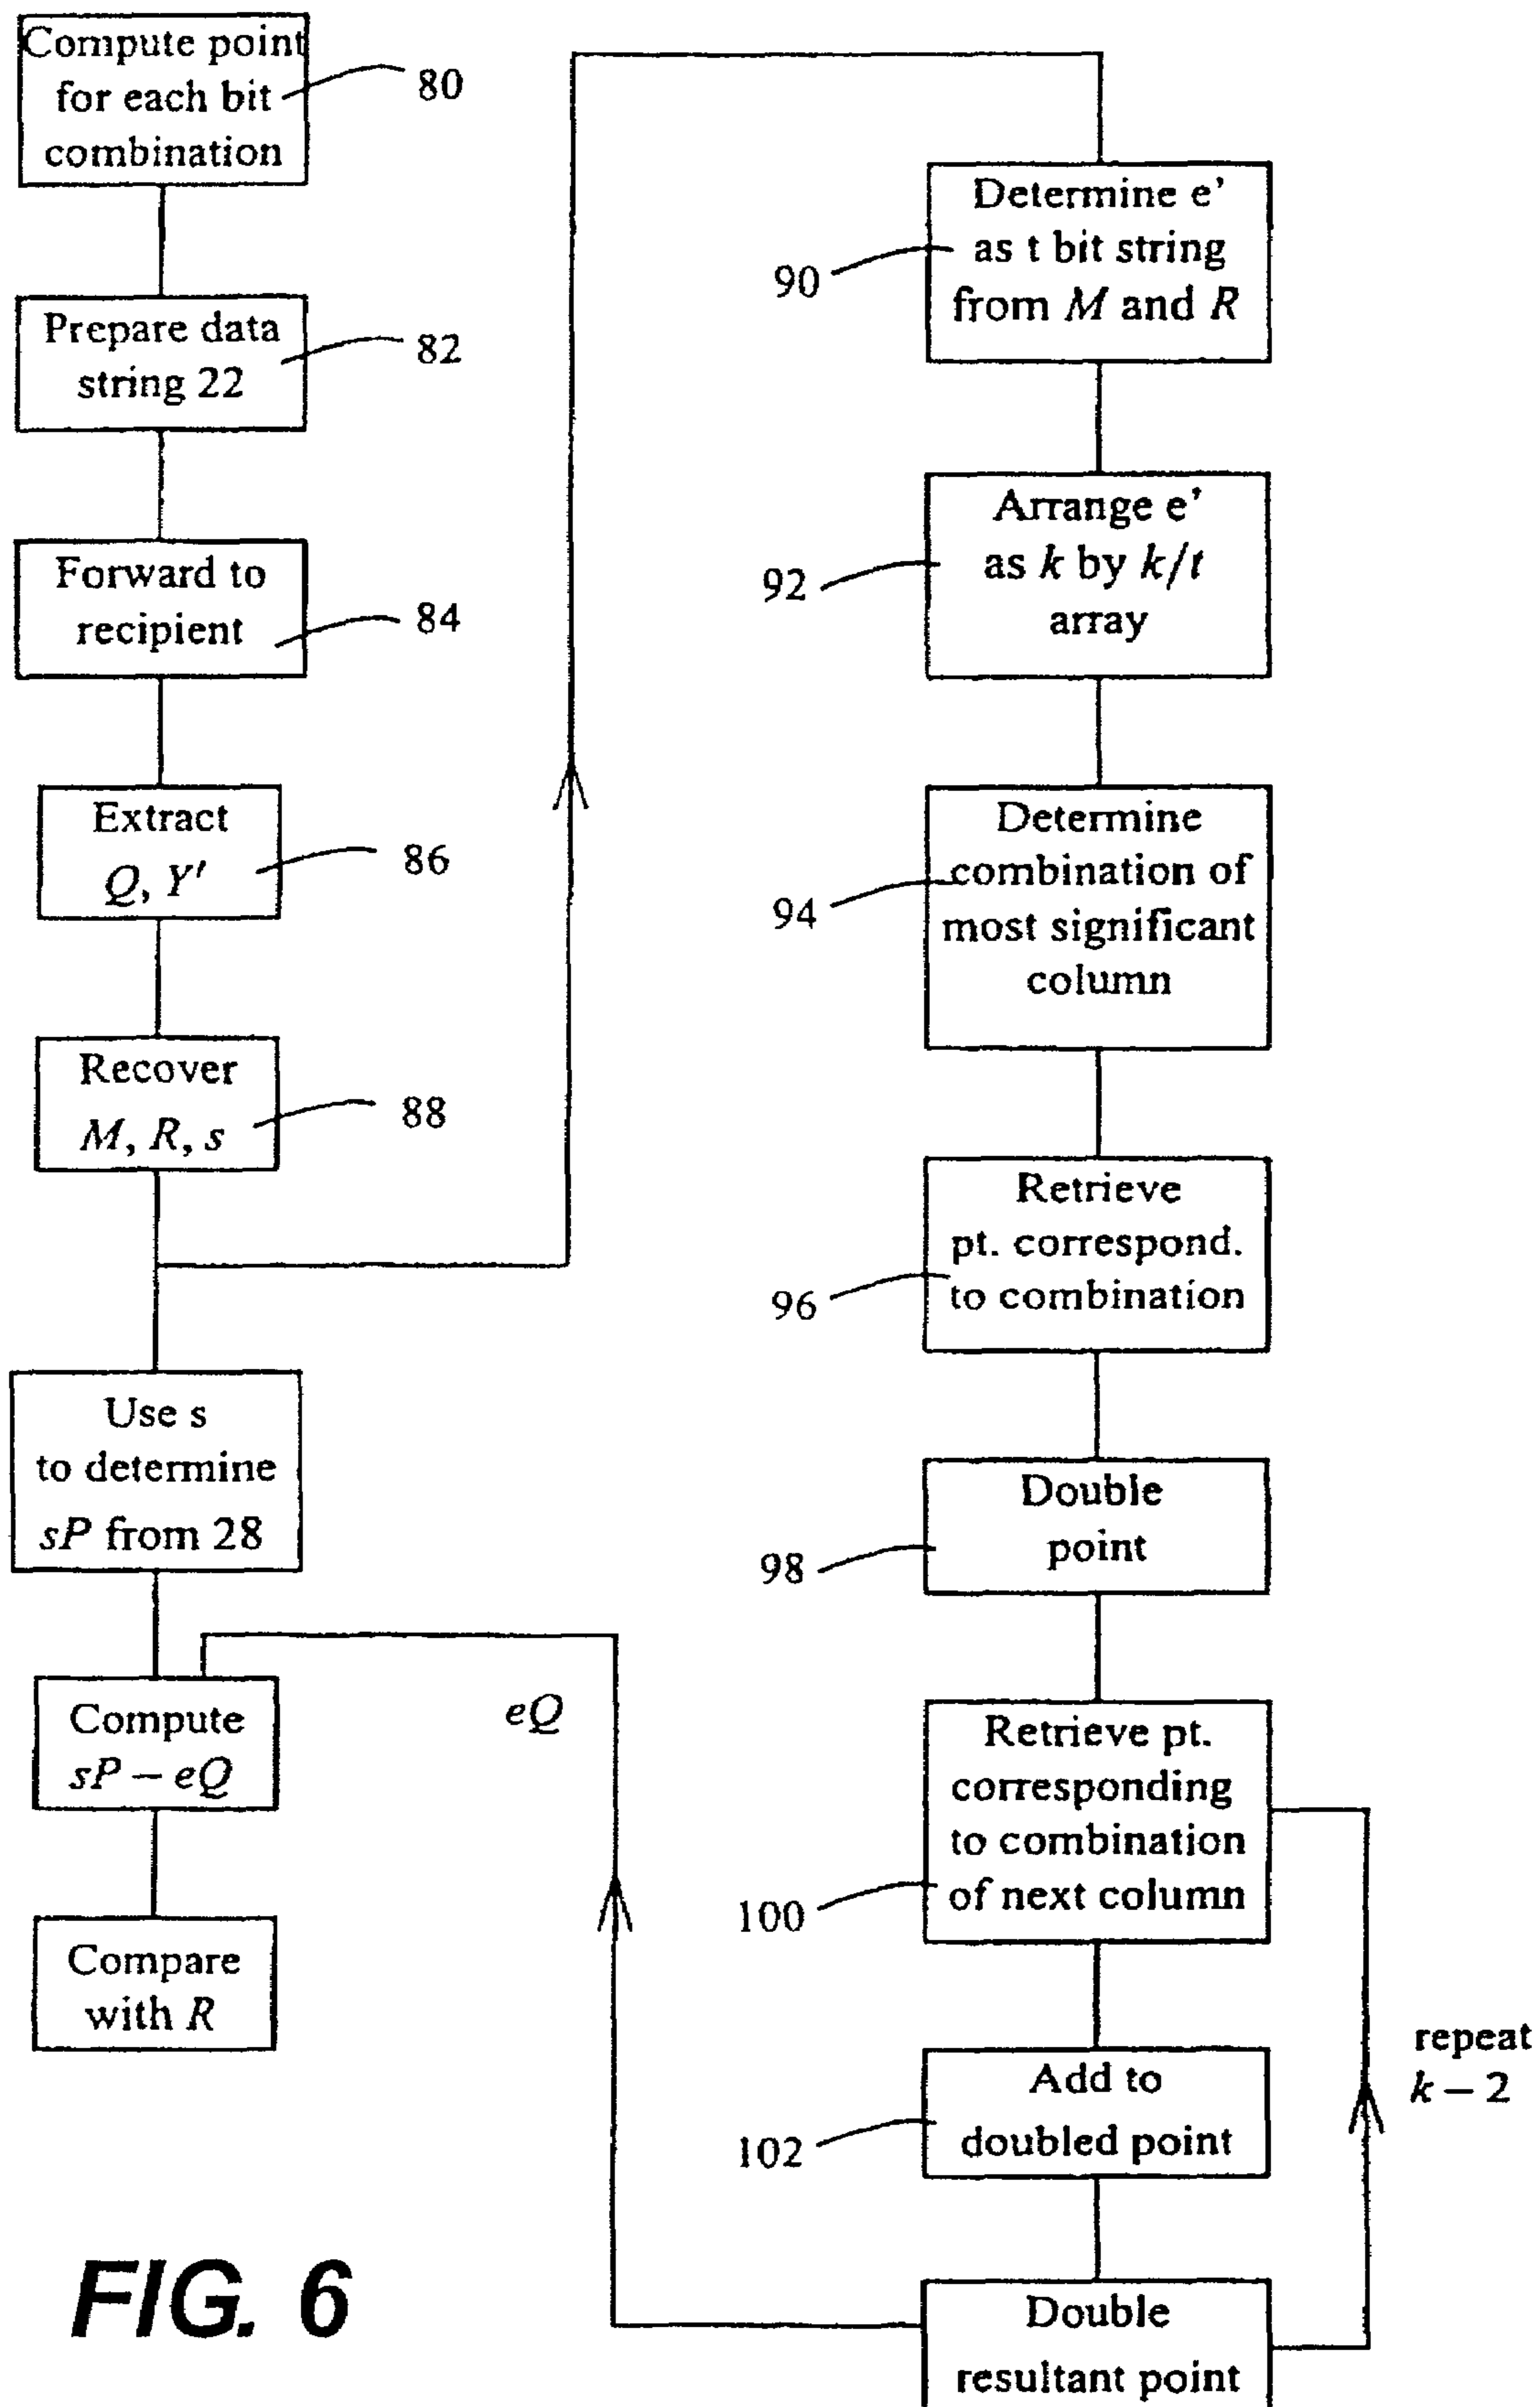 Compute point
for each bit
combination
80
Prepare data
string 22
82
Forward to
recipient
84
Extract
Q, Y'
86
Recover
M, R, s
88
Use s
to determine
sP from 28
Compute
sP – eQ
Compare
with R
eQ
Determine e'
as t bit string
from M and R
90
Arrange e'
as k by k/t
array
92
Determine
combination of
most significant
column
94
Retrieve
pt. correspond.
to combination
96
Double
point
98
Retrieve pt.
corresponding
to combination
of next column
100
Add to
doubled point
102
Double
resultant point
repeat
k – 2
FIG. 6